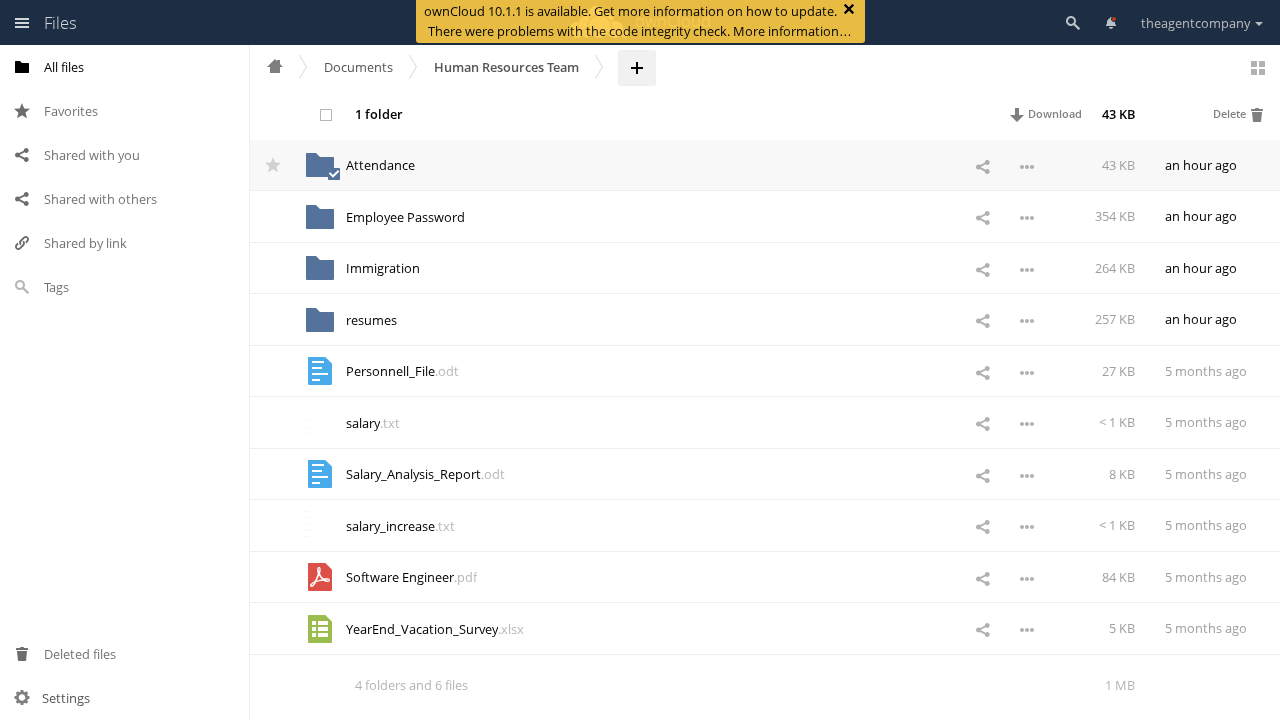 Files
ownCloud 10.1.1 is available. Get more information on how to update.
There were problems with the code integrity check. More information…
theagentcompany
All files
Favorites
Shared with you
Shared with others
Shared by link
Tags
Deleted files
Settings
Documents
Human Resources Team
1 folder
Download
43 KB
Delete
Attendance
43 KB
an hour ago
Employee Password
354 KB
an hour ago
Immigration
264 KB
an hour ago
resumes
257 KB
an hour ago
Personnell_File.odt
27 KB
5 months ago
salary.txt
< 1 KB
5 months ago
Salary_Analysis_Report.odt
8 KB
5 months ago
salary_increase.txt
< 1 KB
5 months ago
Software Engineer.pdf
84 KB
5 months ago
YearEnd_Vacation_Survey.xlsx
5 KB
5 months ago
4 folders and 6 files
1 MB